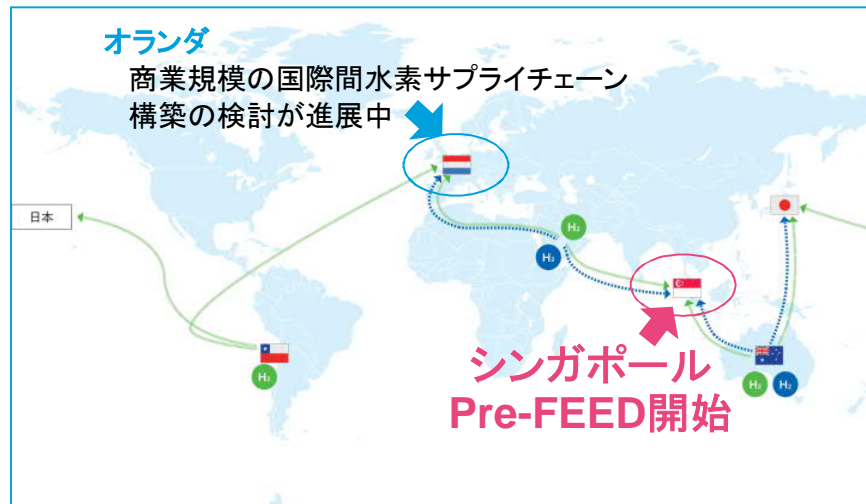 オランダ
商業規模の国際間水素サプライチェーン
構築の検討が進展中
日本
H₂
H₂
H₂
H₂ H₂
シンガポール
Pre-FEED開始